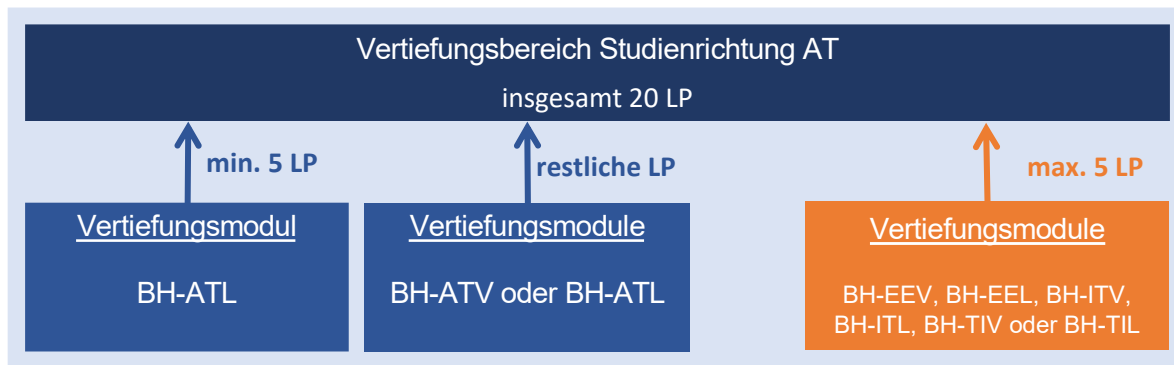 Vertiefungsbereich Studienrichtung AT
insgesamt 20 LP
min. 5 LP
restliche LP
max. 5 LP
Vertiefungsmodul
BH-ATL
Vertiefungsmodule
BH-ATV oder BH-ATL
Vertiefungsmodule
BH-EEV, BH-EEL, BH-ITV,
BH-ITL, BH-TIV oder BH-TIL